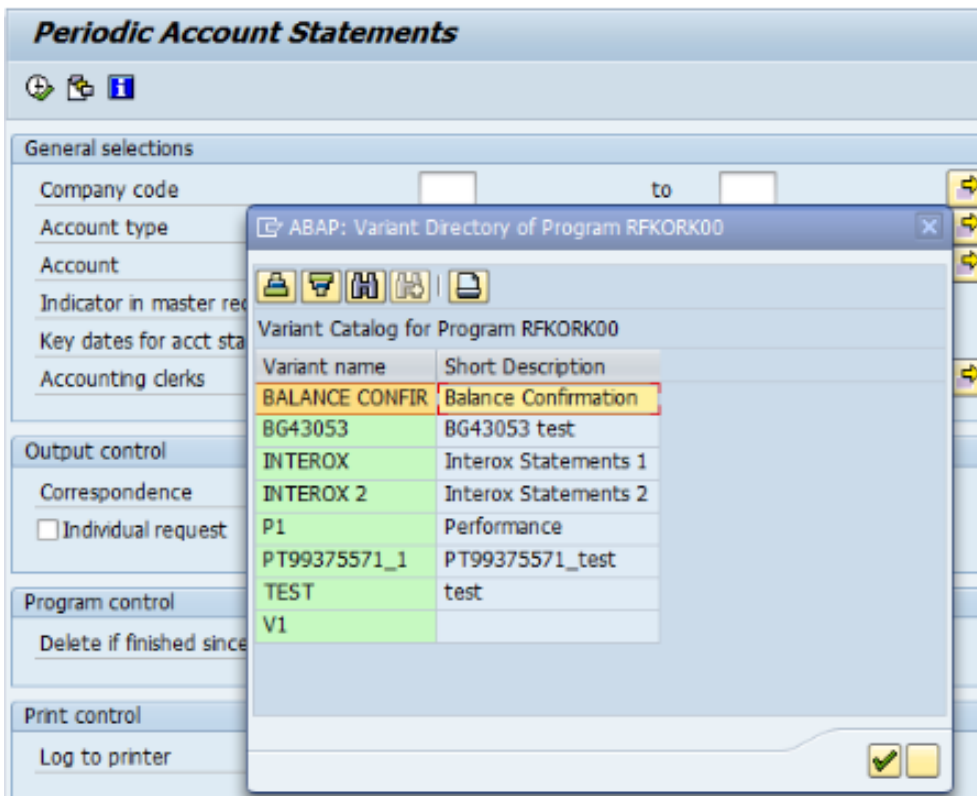 Periodic Account Statements
General selections
Company code to
Account type
Account
Indicator in master rec
Key dates for acct sta
Accounting clerks
Output control
Correspondence
Individual request
Program control
Delete if finished since
Print control
Log to printer
ABAP: Variant Directory of Program RFKORK00
Variant Catalog for Program RFKORK00
Variant name Short Description
BALANCE CONFIR Balance Confirmation
BG43053 BG43053 test
INTEROX Interox Statements 1
INTEROX 2 Interox Statements 2
P1 Performance
PT99375571_1 PT99375571_test
TEST test
V1